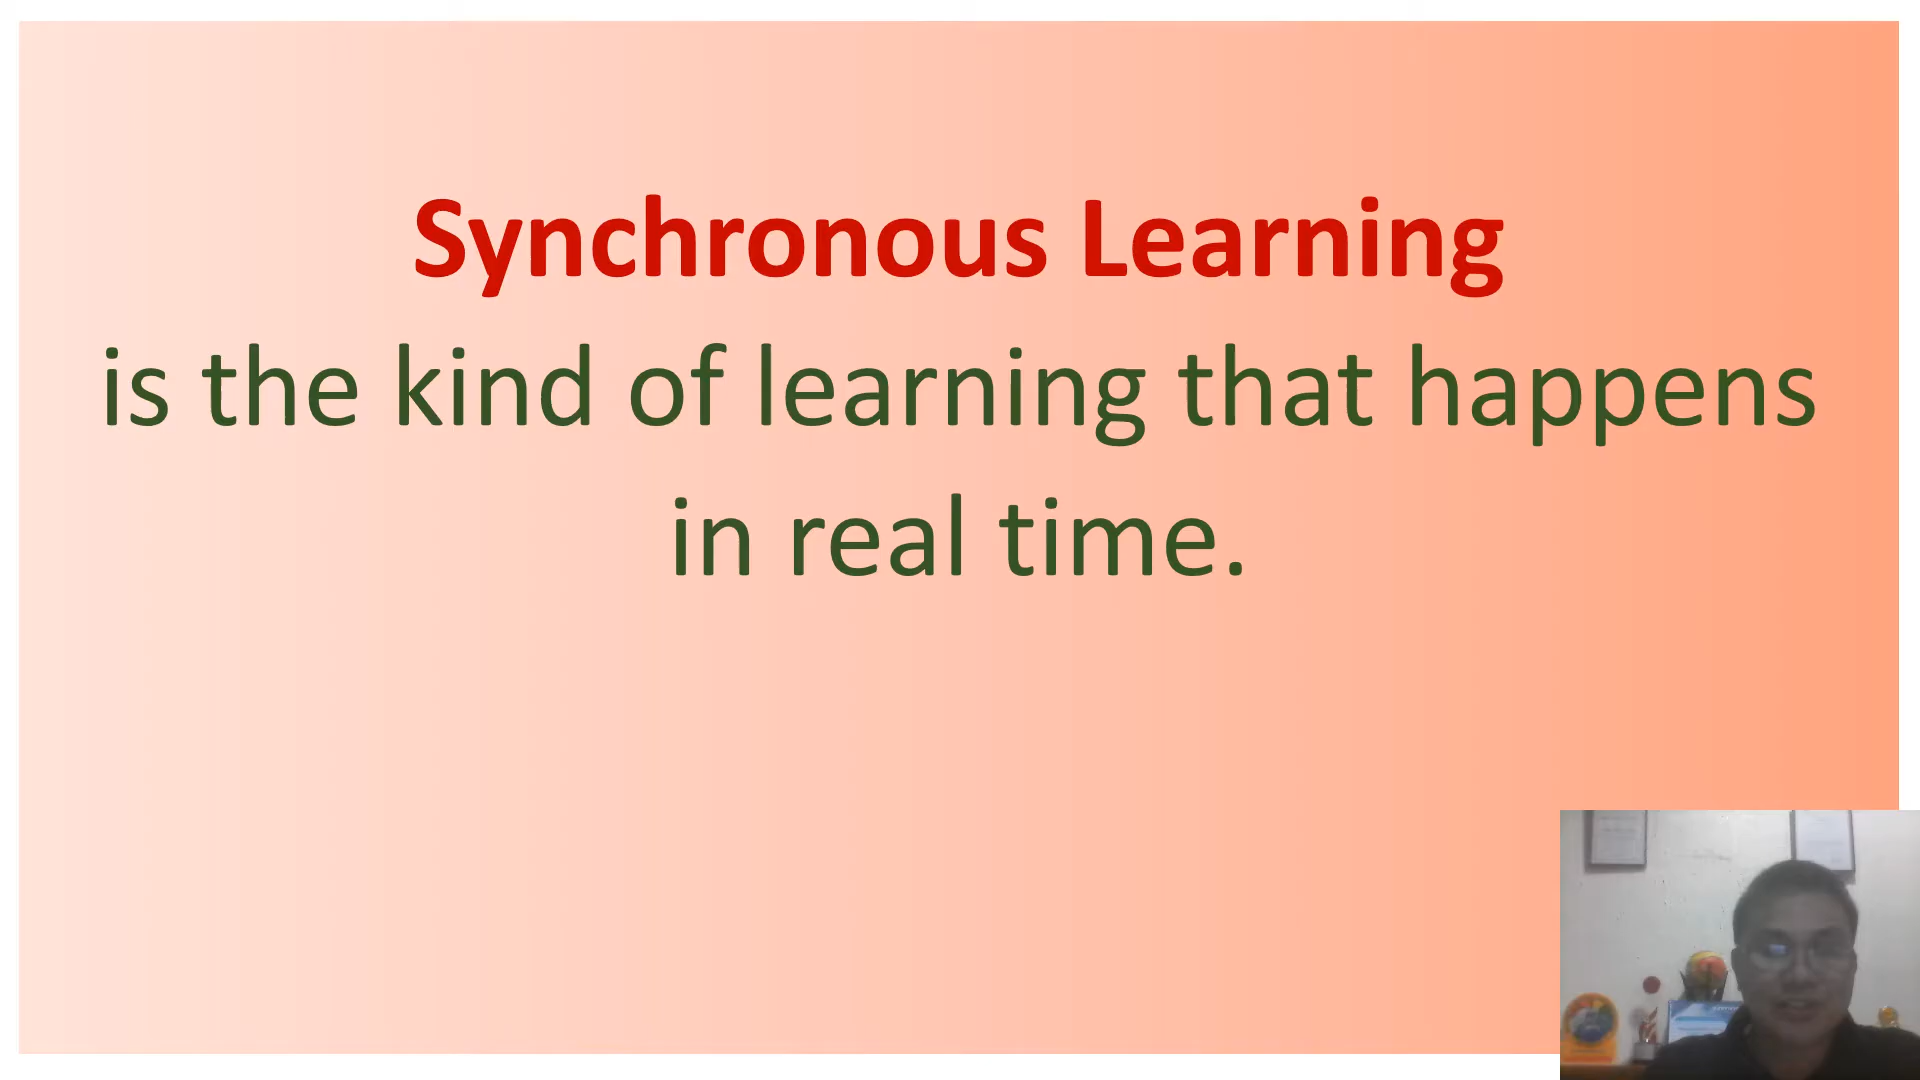 Synchronous Learning
is the kind of learning that happens
in real time.